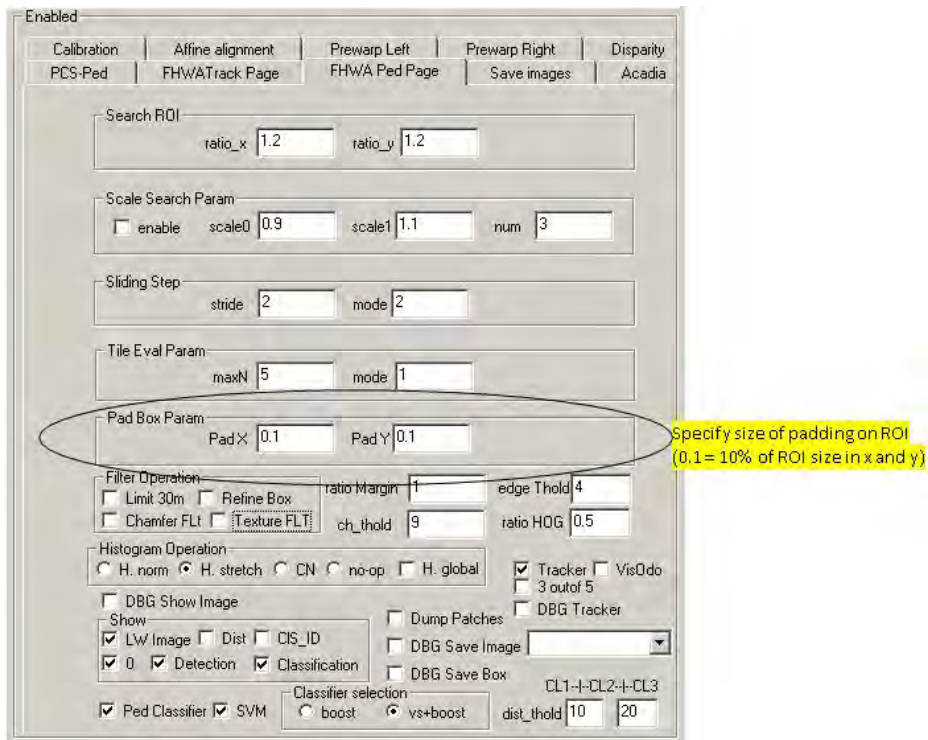 Enabled
Calibration Affine alignment Prewarp Left Prewarp Right Disparity
PCS-Ped FHWATrack Page FHWA Ped Page Save images Acadia
Search ROI
ratio_x 1.2 ratio_y 1.2
Scale Search Param
enable scale0 0.9 scale1 1.1 num 3
Sliding Step
stride 2 mode 2
Tile Eval Param
maxN 5 mode 1
Pad Box Param
Pad X 0.1 Pad Y 0.1
Specify size of padding on ROI
(0.1 = 10% of ROI size in x and y)
Filter Operation
Limit 30m Refine Box
Chamfer FLt Texture FLT
ratio Margin 1 edge Thold 4
ch_thold 9 ratio HOG 0.5
Histogram Operation
H. norm H. stretch CN no-op H. global
Tracker VisOdo
3 outof 5
DBG Tracker
DBG Show Image
Show
LW Image Dist CIS_ID
0 Detection Classification
Dump Patches
DBG Save Image
DBG Save Box
Ped Classifier SVM
Classifier selection
boost vs+boost
CL1-|-CL2-|-CL3
dist_thold 10 20